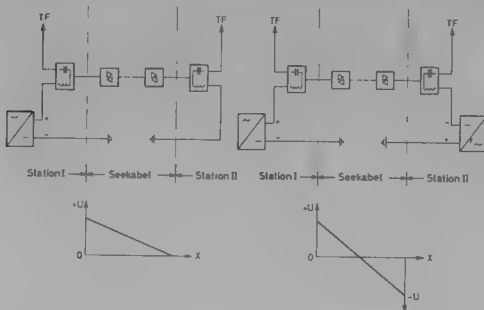 TF TF TF TF
~ + + - ~
- - - + -
Station I Seekabel Station II Station I Seekabel Station II
+U +U
0 X 0 X
-U